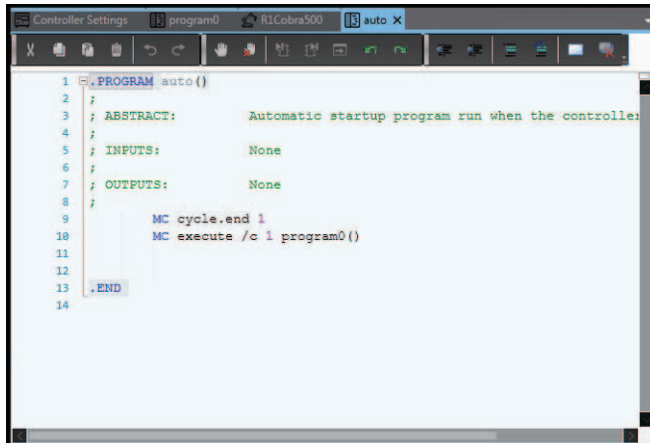 Controller Settings program0 R1Cobra500 auto X
1 .PROGRAM auto()
2 ;
3 ; ABSTRACT: Automatic startup program run when the controller
4 ;
5 ; INPUTS: None
6 ;
7 ; OUTPUTS: None
8 ;
9 MC cycle.end 1
10 MC execute /c 1 program0()
11
12
13 .END
14